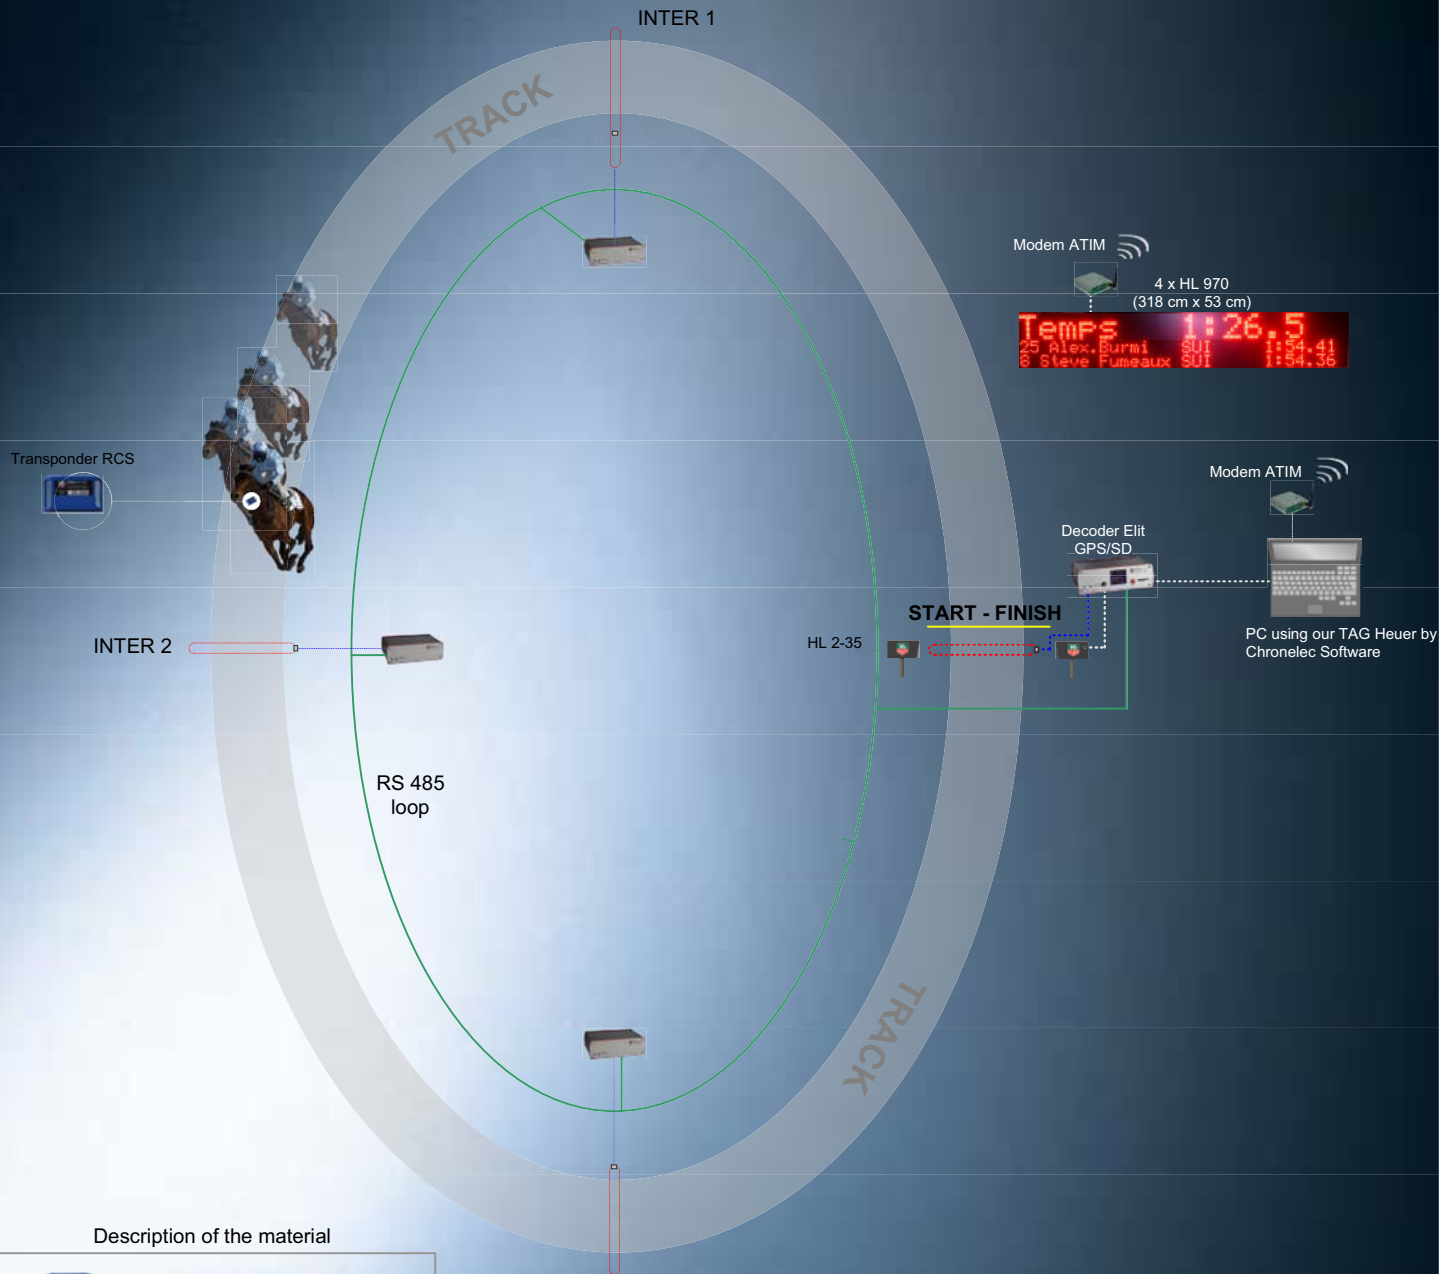 INTER 1
TRACK
Modem ATIM
4 x HL 970
(318 cm x 53 cm)
Temps 1:26.5
25 Alex.Burmi SUI 1:54.41
8 Steve Fumeaux SUI 1:54.36
Transponder RCS
Modem ATIM
Decoder Elit
GPS/SD
START - FINISH
INTER 2
HL 2-35
PC using our TAG Heuer by
Chronelec Software
RS 485
loop
TRACK
Description of the material